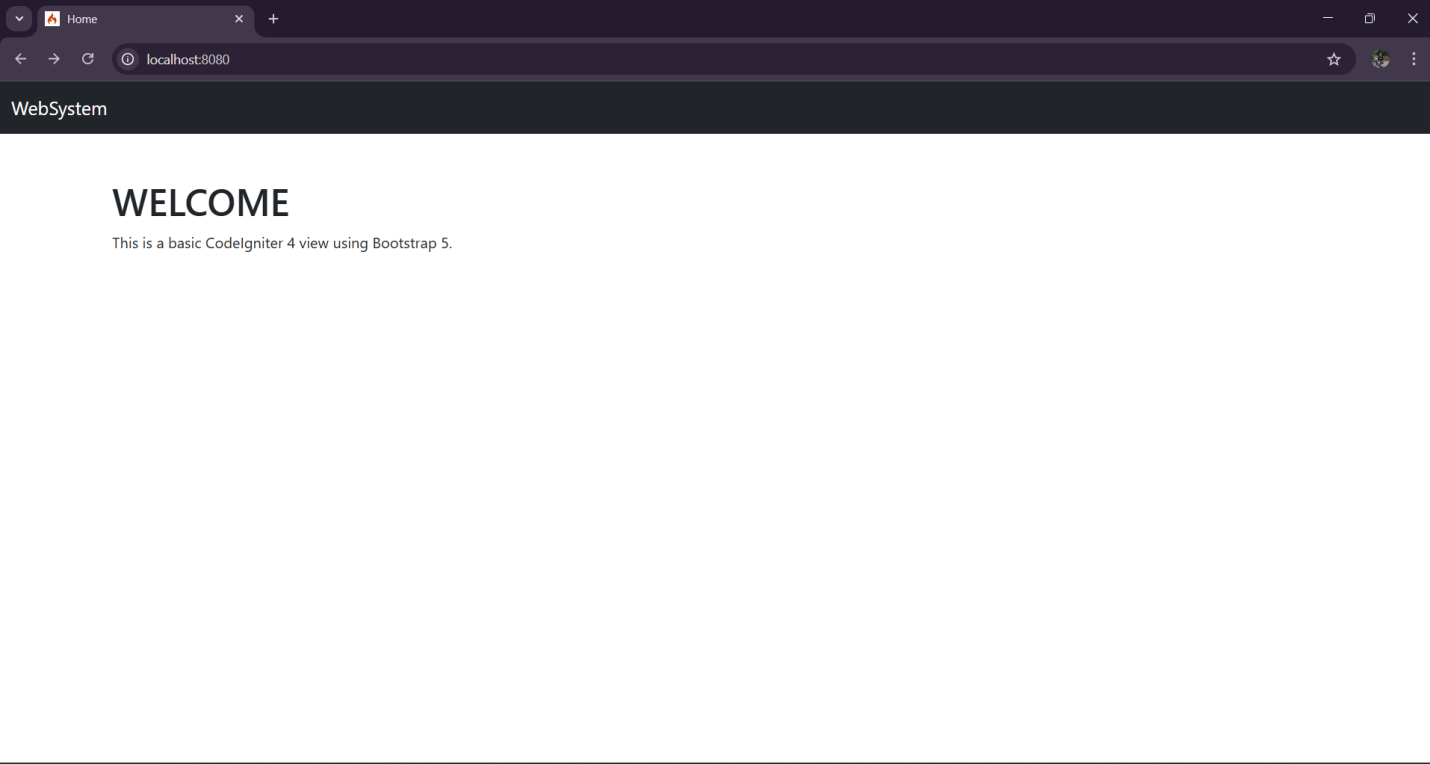 Home
localhost:8080
WebSystem
WELCOME
This is a basic CodeIgniter 4 view using Bootstrap 5.